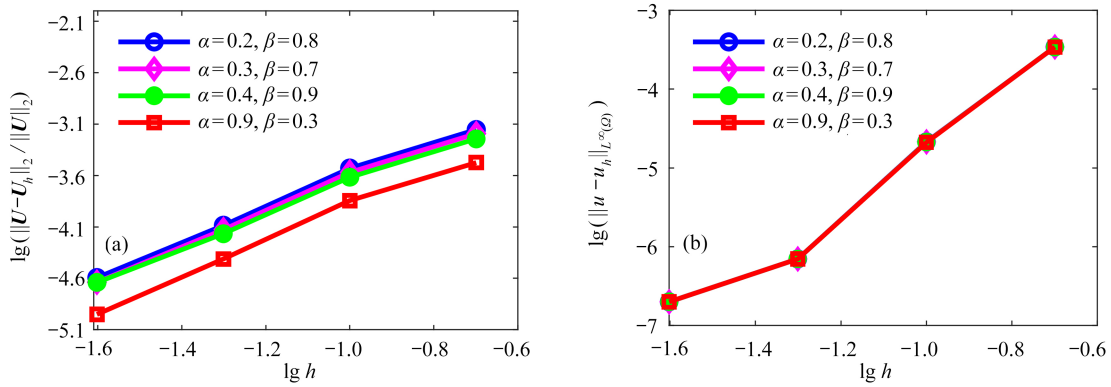 −2.1
−2.6
−3.1
−3.6
−4.1
−4.6
−5.1
lg(||U−U_h||_2/||U||_2)
α=0.2, β=0.8
α=0.3, β=0.7
α=0.4, β=0.9
α=0.9, β=0.3
(a)
−1.6 −1.4 −1.2 −1.0 −0.8 −0.6
lg h
−3
−4
−5
−6
−7
lg(||u−u_h||_{L^∞(Ω)})
α=0.2, β=0.8
α=0.3, β=0.7
α=0.4, β=0.9
α=0.9, β=0.3
(b)
−1.6 −1.4 −1.2 −1.0 −0.8 −0.6
lg h